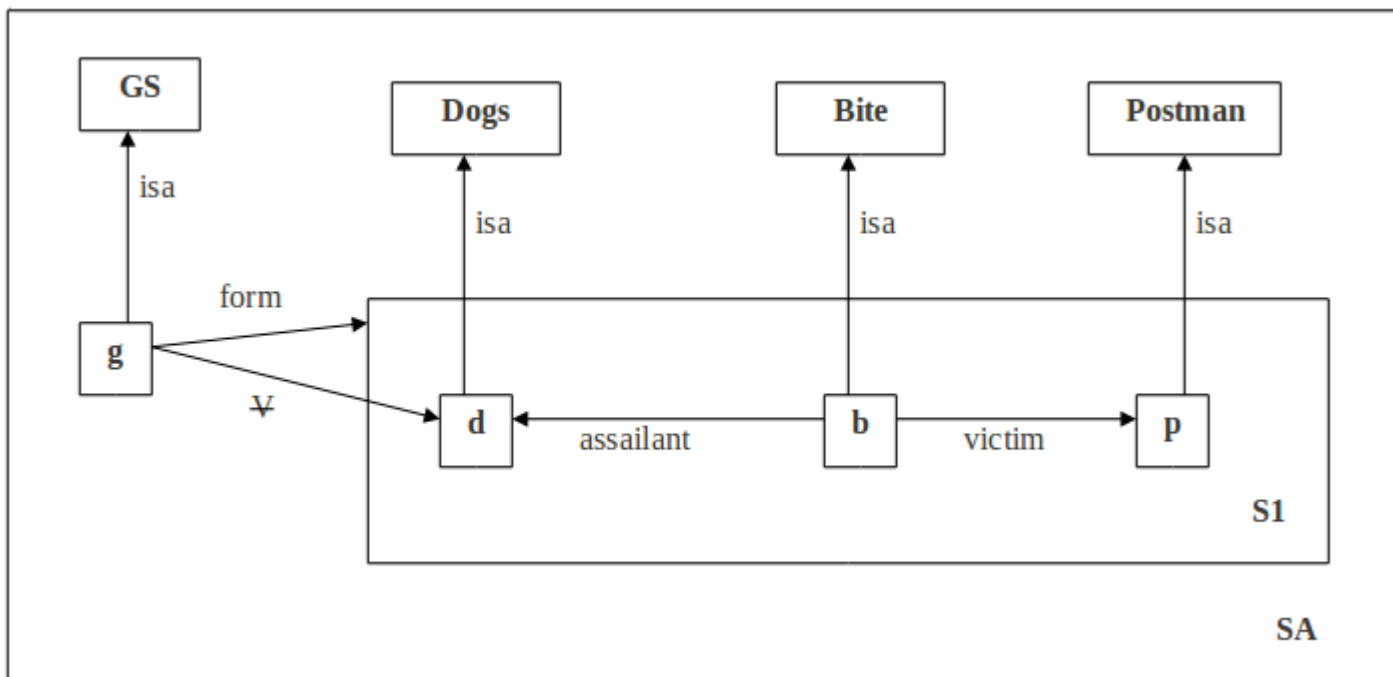 GS
Dogs
Bite
Postman
isa
isa
isa
isa
form
g
V
d
assailant
b
victim
p
S1
SA